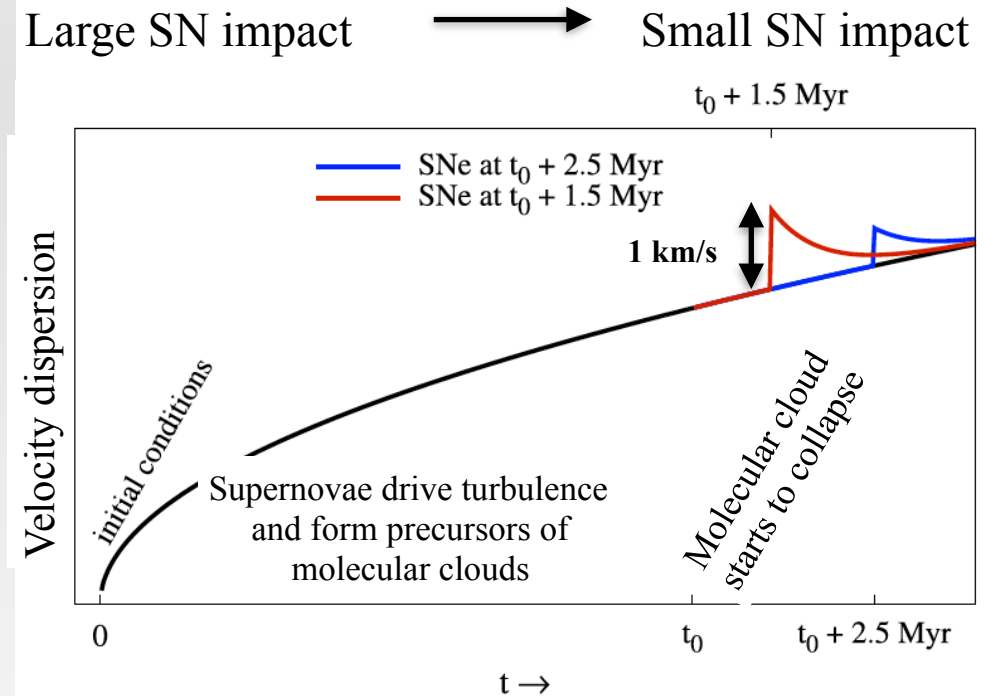 Large SN impact
Small SN impact
t₀ + 1.5 Myr
SNe at t₀ + 2.5 Myr
SNe at t₀ + 1.5 Myr
1 km/s
Velocity dispersion
initial conditions
Supernovae drive turbulence
and form precursors of
molecular clouds
Molecular cloud
starts to collapse
0
t₀
t₀ + 2.5 Myr
t →